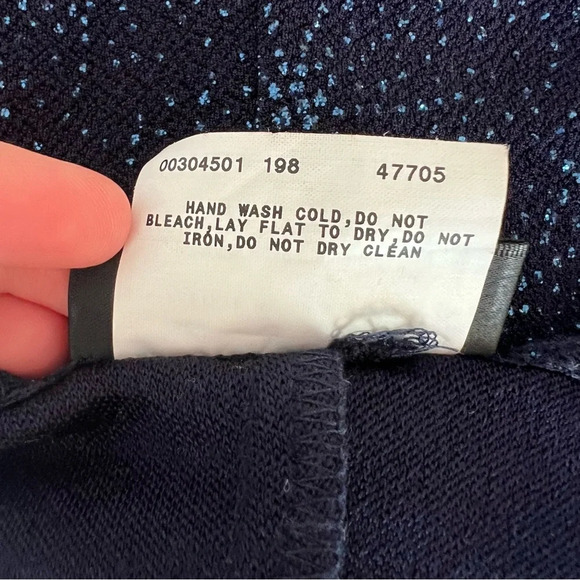 00304501 198 47705
HAND WASH COLD,DO NOT
BLEACH,LAY FLAT TO DRY,DO NOT
IRON,DO NOT DRY CLEAN